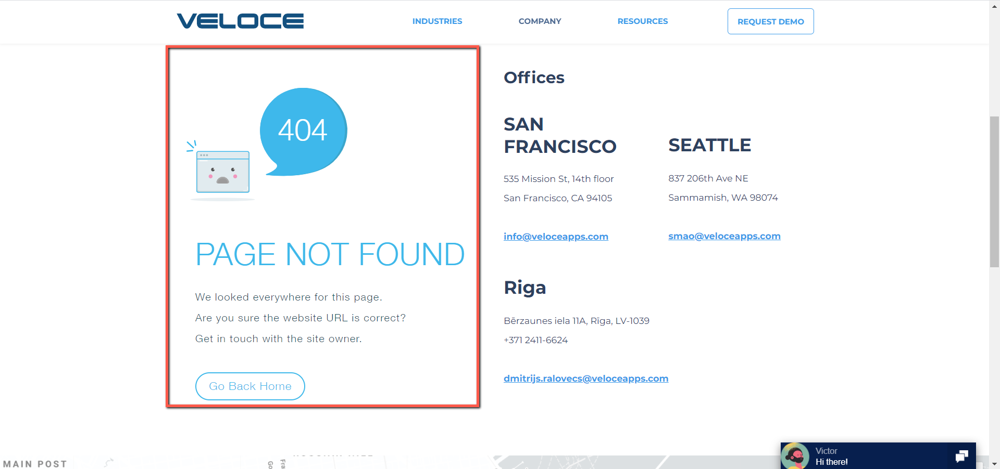 VELOCE
INDUSTRIES
COMPANY
RESOURCES
REQUEST DEMO
404
PAGE NOT FOUND
We looked everywhere for this page.
Are you sure the website URL is correct?
Get in touch with the site owner.
Go Back Home
Offices
SAN
FRANCISCO
535 Mission St, 14th floor
San Francisco, CA 94105
info@veloceapps.com
SEATTLE
837 206th Ave NE
Sammamish, WA 98074
smao@veloceapps.com
Riga
Bērzaunes iela 11A, Rīga, LV-1039
+371 2411-6624
dmitrijs.ralovecs@veloceapps.com
MAIN POST
Victor
Hi there!